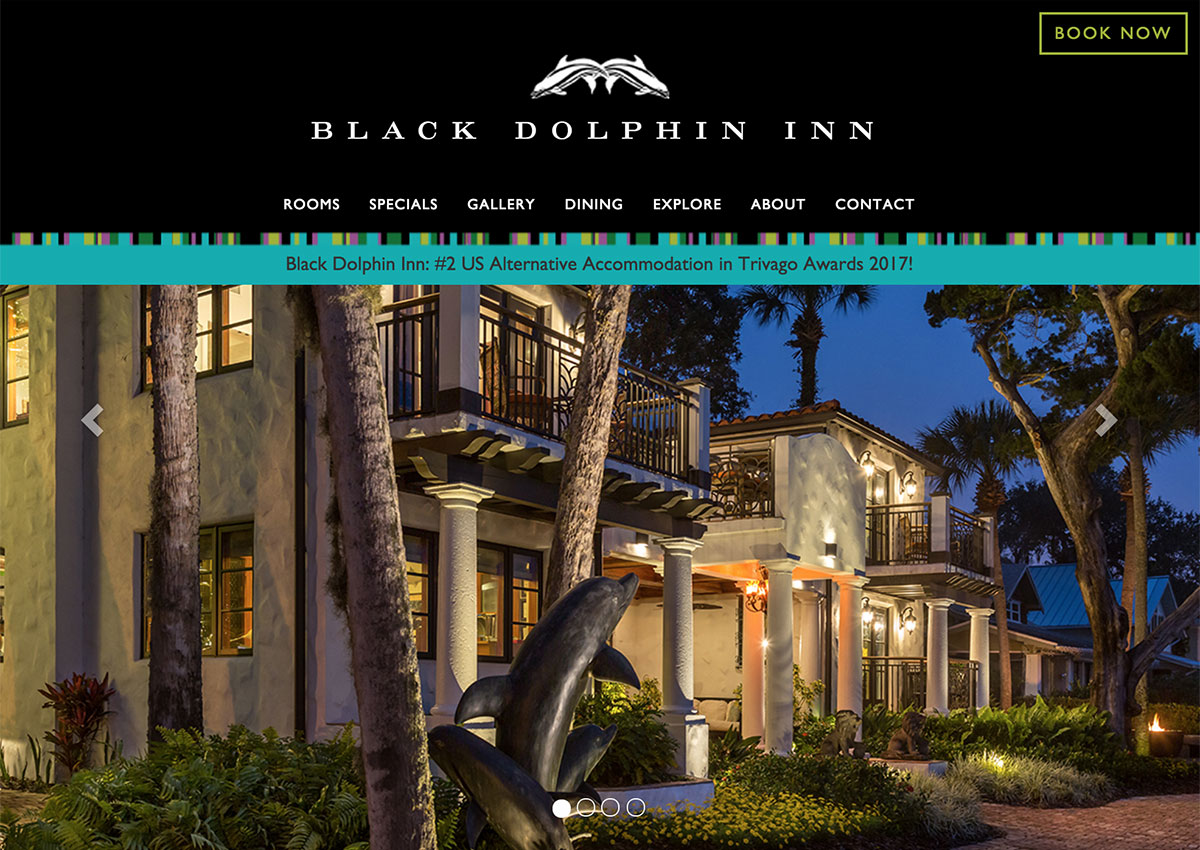 BOOK NOW
BLACK DOLPHIN INN
ROOMS SPECIALS GALLERY DINING EXPLORE ABOUT CONTACT
Black Dolphin Inn: #2 US Alternative Accommodation in Trivago Awards 2017!